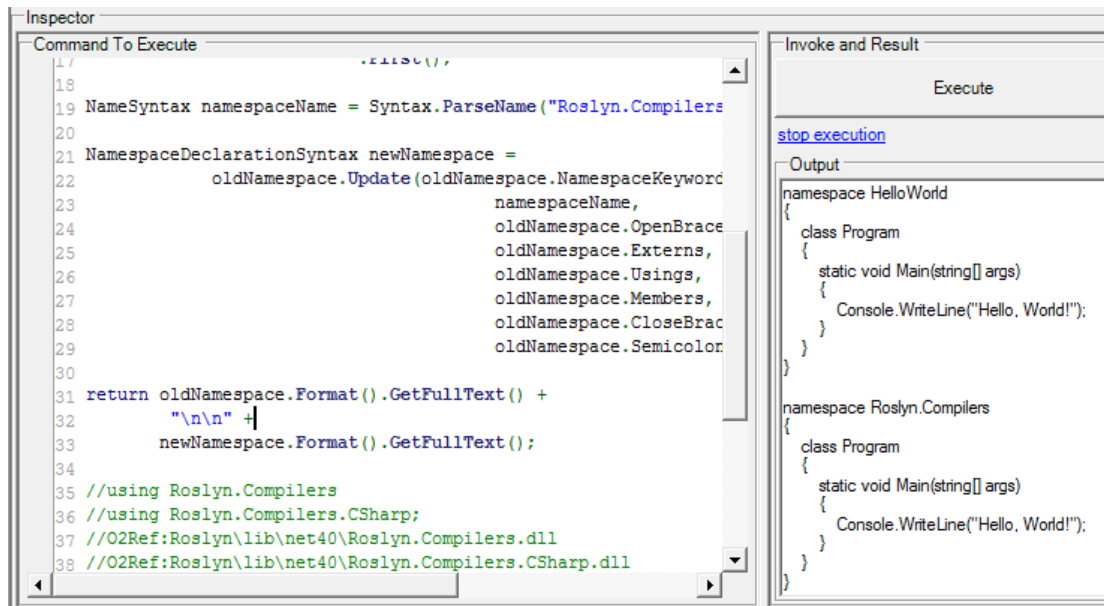 Inspector
Command To Execute
17 .First();
18
19 NameSyntax namespaceName = Syntax.ParseName("Roslyn.Compilers
20
21 NamespaceDeclarationSyntax newNamespace =
22 oldNamespace.Update(oldNamespace.NamespaceKeyword
23 namespaceName,
24 oldNamespace.OpenBrace
25 oldNamespace.Externs,
26 oldNamespace.Usings,
27 oldNamespace.Members,
28 oldNamespace.CloseBrac
29 oldNamespace.Semicolon
30
31 return oldNamespace.Format().GetFullText() +
32 "\n\n" +
33 newNamespace.Format().GetFullText();
34
35 //using Roslyn.Compilers
36 //using Roslyn.Compilers.CSharp;
37 //O2Ref:Roslyn\lib\net40\Roslyn.Compilers.dll
38 //O2Ref:Roslyn\lib\net40\Roslyn.Compilers.CSharp.dll
Invoke and Result
Execute
stop execution
Output
namespace HelloWorld
{
class Program
{
static void Main(string[] args)
{
Console.WriteLine("Hello, World!");
}
}
}
namespace Roslyn.Compilers
{
class Program
{
static void Main(string[] args)
{
Console.WriteLine("Hello, World!");
}
}
}